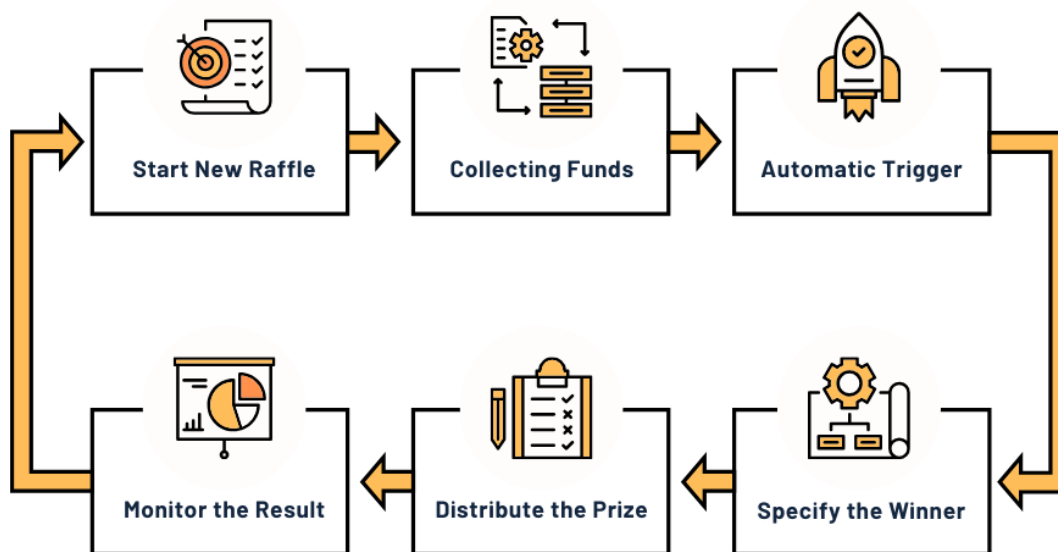 Start New Raffle
Collecting Funds
Automatic Trigger
Monitor the Result
Distribute the Prize
Specify the Winner